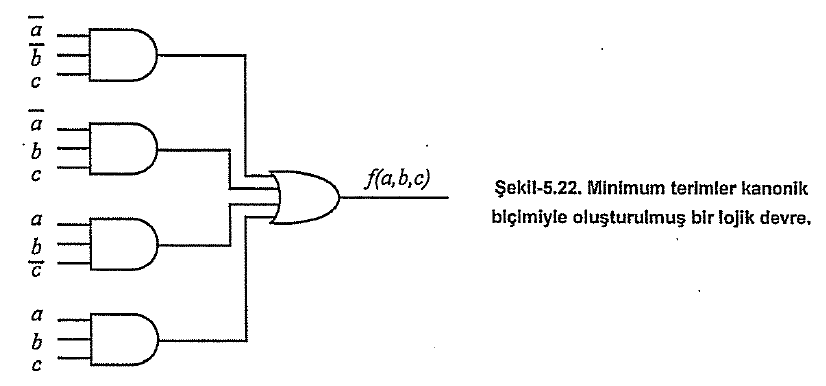 a̅
b̅
c
a̅
b
c
f(a,b,c)
Şekil-5.22. Minimum terimler kanonik
biçimiyle oluşturulmuş bir lojik devre.
a
b
c̅
a
b
c